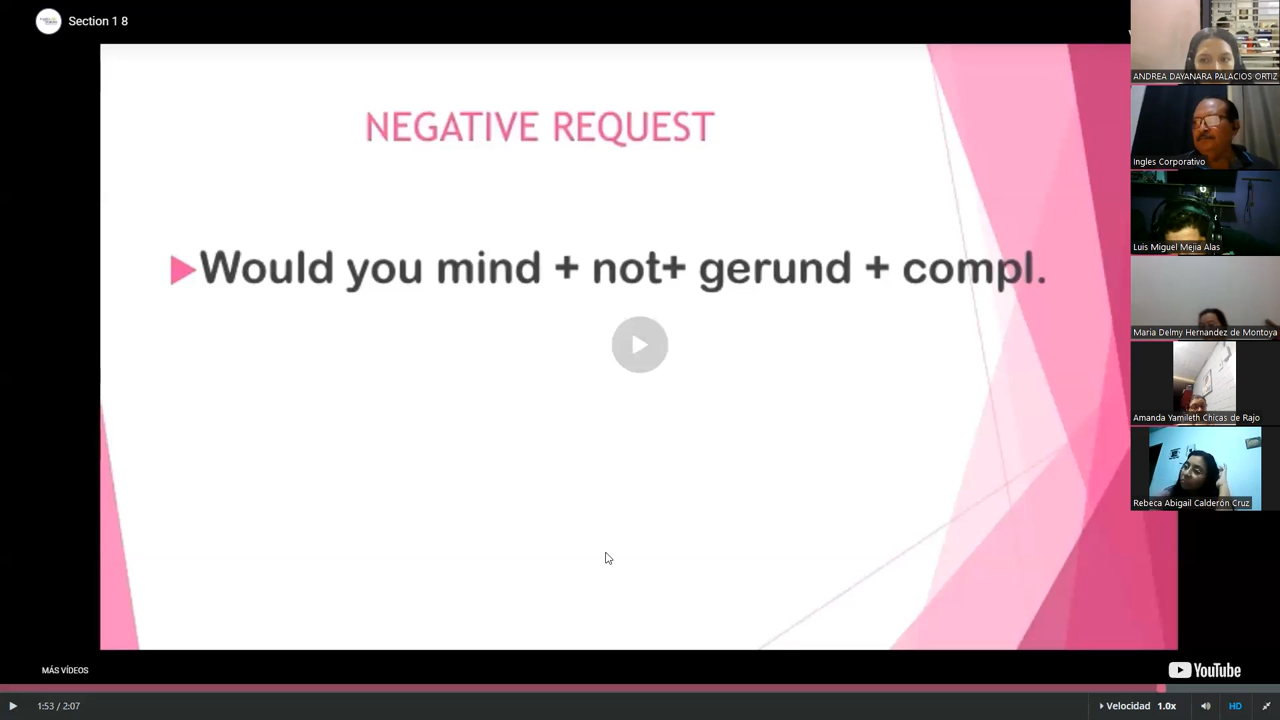 Section 1 8
ANDREA DAYANARA PALACIOS ORTIZ
NEGATIVE REQUEST
Ingles Corporativo
Luis Miguel Mejia Alas
Would you mind + not+ gerund + compl.
Maria Delmy Hernandez de Montoya
Amanda Yamileth Chicas de Rajo
Rebeca Abigail Calderón Cruz
MÁS VÍDEOS
YouTube
1:53 / 2:07
Velocidad 1.0x
HD